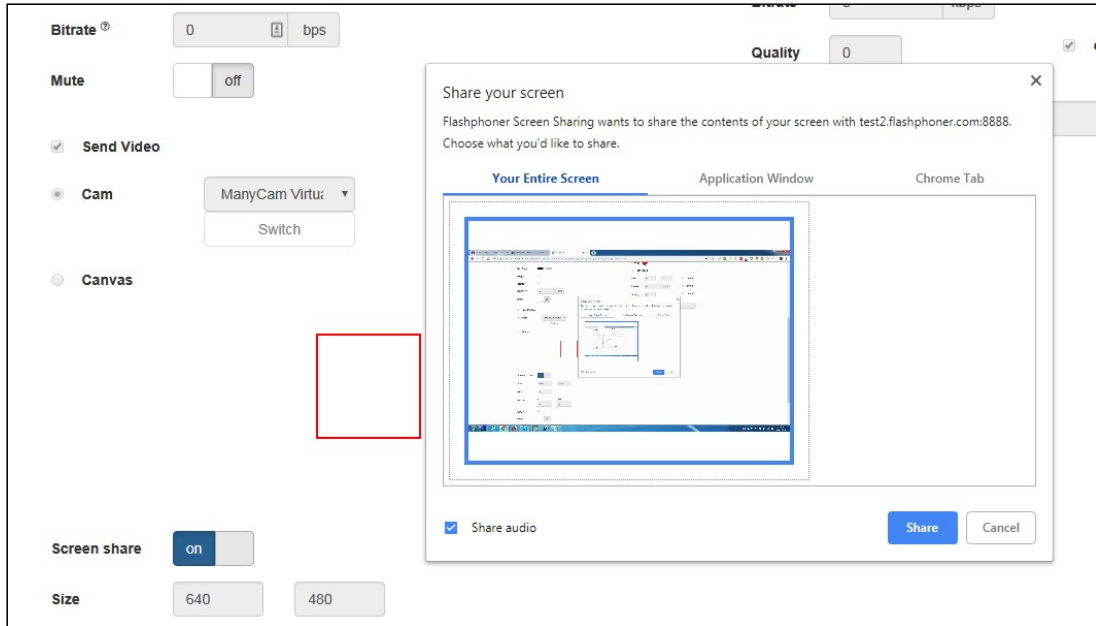 Bitrate ?
0
bps
Quality
0
Mute
off
Share your screen
Flashphoner Screen Sharing wants to share the contents of your screen with test2.flashphoner.com:8888.
Choose what you'd like to share.
Your Entire Screen
Application Window
Chrome Tab
Send Video
Cam
ManyCam Virtua
Switch
Canvas
Share audio
Share
Cancel
Screen share
on
Size
640
480